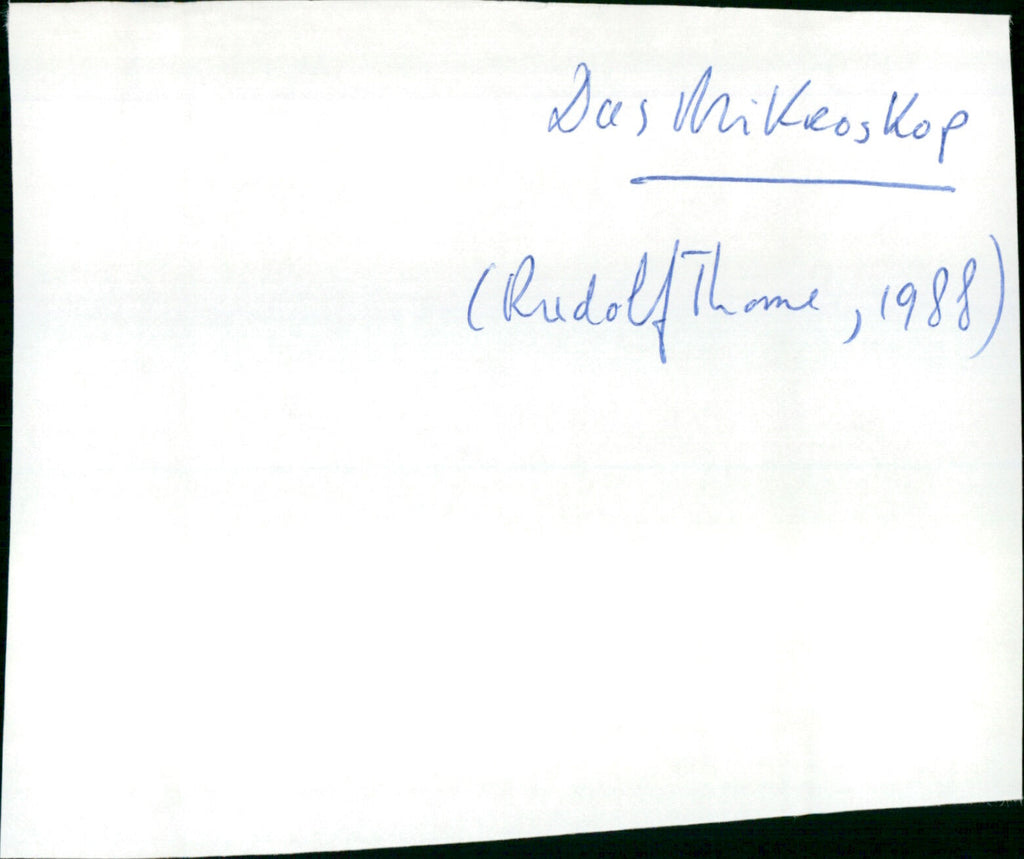 Das Mikroskop
(Rudolf Thome, 1988)